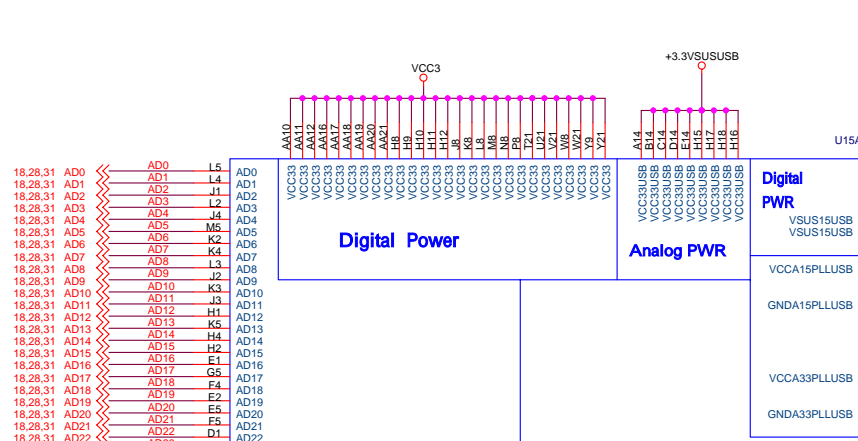 VCC3
+3.3VSUSUSB
AA10 AA11 AA12 AA16 AA17 AA18 AA19 AA20 AA21 H8 H9 H10 H11 H12 J8 K8 L8 M8 N8 P8 T21 U21 V21 W8 W21 Y9 Y21
A14 B14 C14 D14 E14 H15 H17 H18 H16
U15A
VCC33 VCC33 VCC33 VCC33 VCC33 VCC33 VCC33 VCC33 VCC33 VCC33 VCC33 VCC33 VCC33 VCC33 VCC33 VCC33 VCC33 VCC33 VCC33 VCC33 VCC33 VCC33 VCC33 VCC33 VCC33 VCC33 VCC33
VCC33USB VCC33USB VCC33USB VCC33USB VCC33USB VCC33USB VCC33USB VCC33USB VCC33USB
Digital
PWR
VSUS15USB
VSUS15USB
Digital Power
Analog PWR
VCCA15PLLUSB
GNDA15PLLUSB
VCCA33PLLUSB
GNDA33PLLUSB
18,28,31 AD0 AD0 L5 AD0
18,28,31 AD1 AD1 L4 AD1
18,28,31 AD2 AD2 J1 AD2
18,28,31 AD3 AD3 L2 AD3
18,28,31 AD4 AD4 J4 AD4
18,28,31 AD5 AD5 M5 AD5
18,28,31 AD6 AD6 K2 AD6
18,28,31 AD7 AD7 K4 AD7
18,28,31 AD8 AD8 L3 AD8
18,28,31 AD9 AD9 J2 AD9
18,28,31 AD10 AD10 K3 AD10
18,28,31 AD11 AD11 J3 AD11
18,28,31 AD12 AD12 H1 AD12
18,28,31 AD13 AD13 K5 AD13
18,28,31 AD14 AD14 H4 AD14
18,28,31 AD15 AD15 H2 AD15
18,28,31 AD16 AD16 E1 AD16
18,28,31 AD17 AD17 G5 AD17
18,28,31 AD18 AD18 F4 AD18
18,28,31 AD19 AD19 E2 AD19
18,28,31 AD20 AD20 E5 AD20
18,28,31 AD21 AD21 F5 AD21
18,28,31 AD22 AD22 D1 AD22